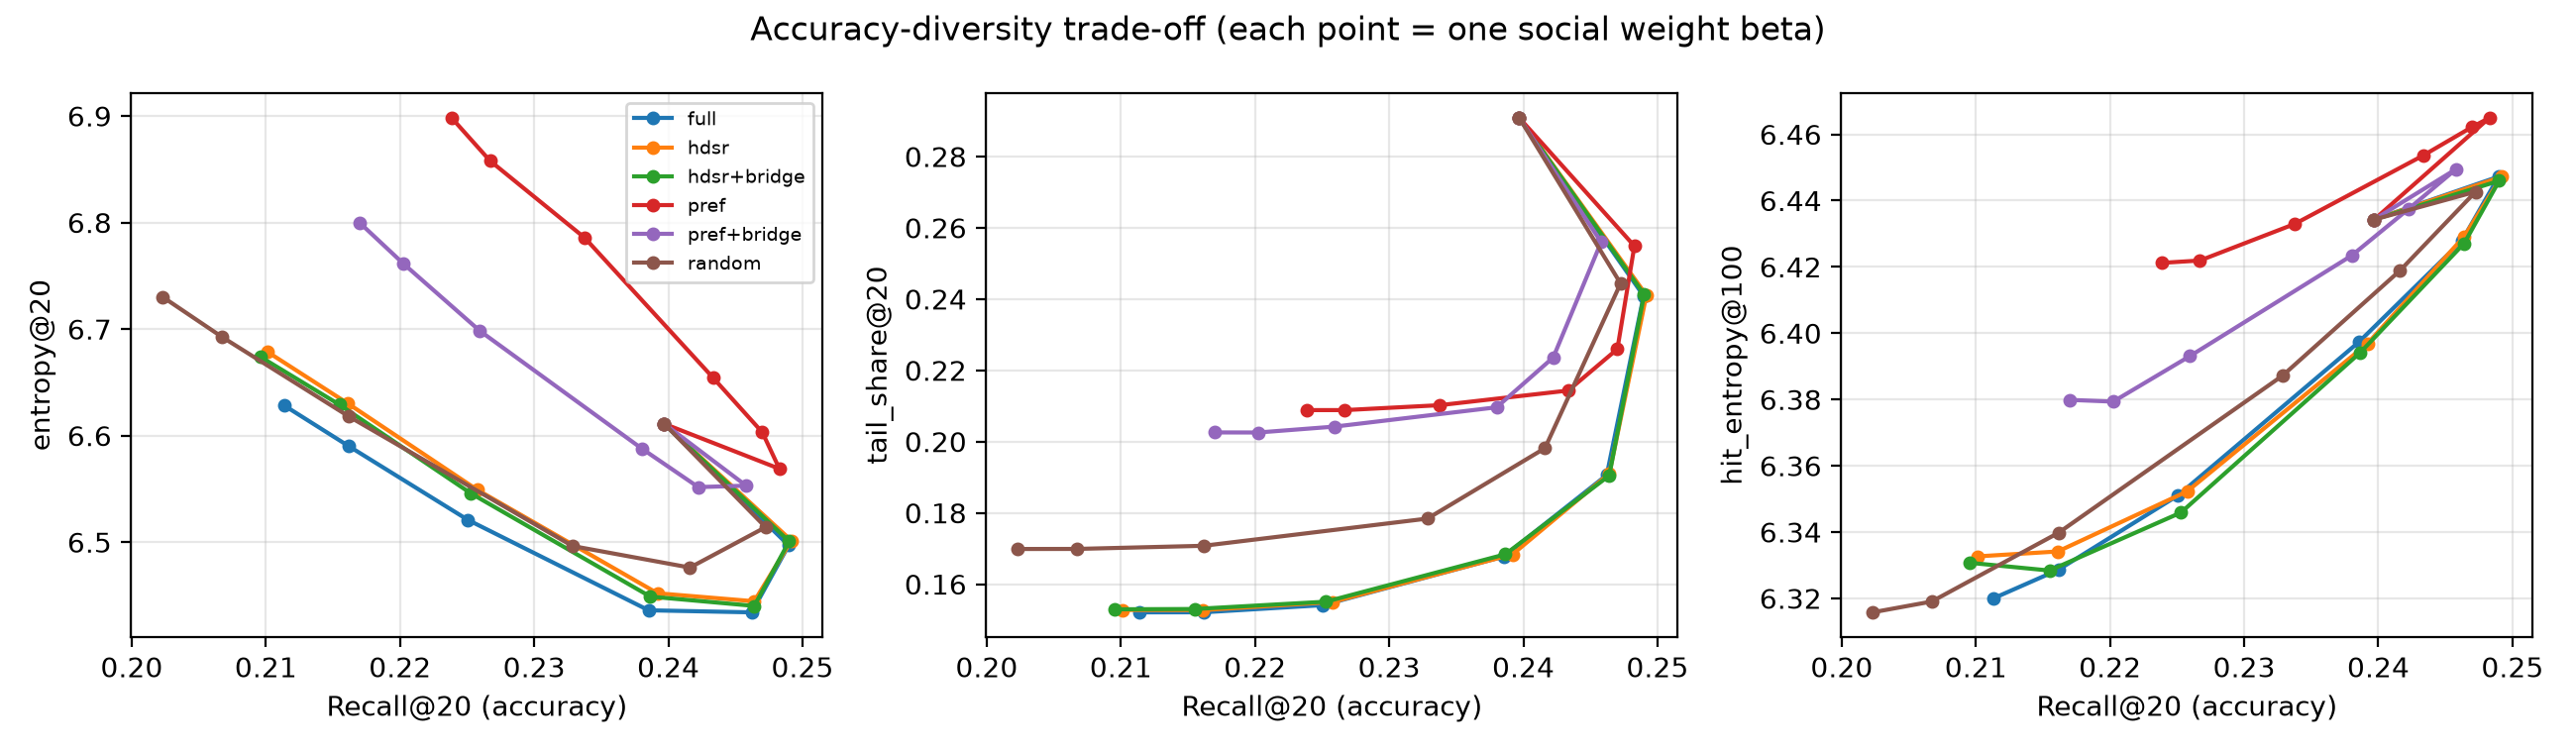 Accuracy-diversity trade-off (each point = one social weight beta)
entropy@20
6.9
6.8
6.7
6.6
6.5
0.20 0.21 0.22 0.23 0.24 0.25
Recall@20 (accuracy)
full
hdsr
hdsr+bridge
pref
pref+bridge
random
tail_share@20
0.28
0.26
0.24
0.22
0.20
0.18
0.16
0.20 0.21 0.22 0.23 0.24 0.25
Recall@20 (accuracy)
hit_entropy@100
6.46
6.44
6.42
6.40
6.38
6.36
6.34
6.32
0.20 0.21 0.22 0.23 0.24 0.25
Recall@20 (accuracy)